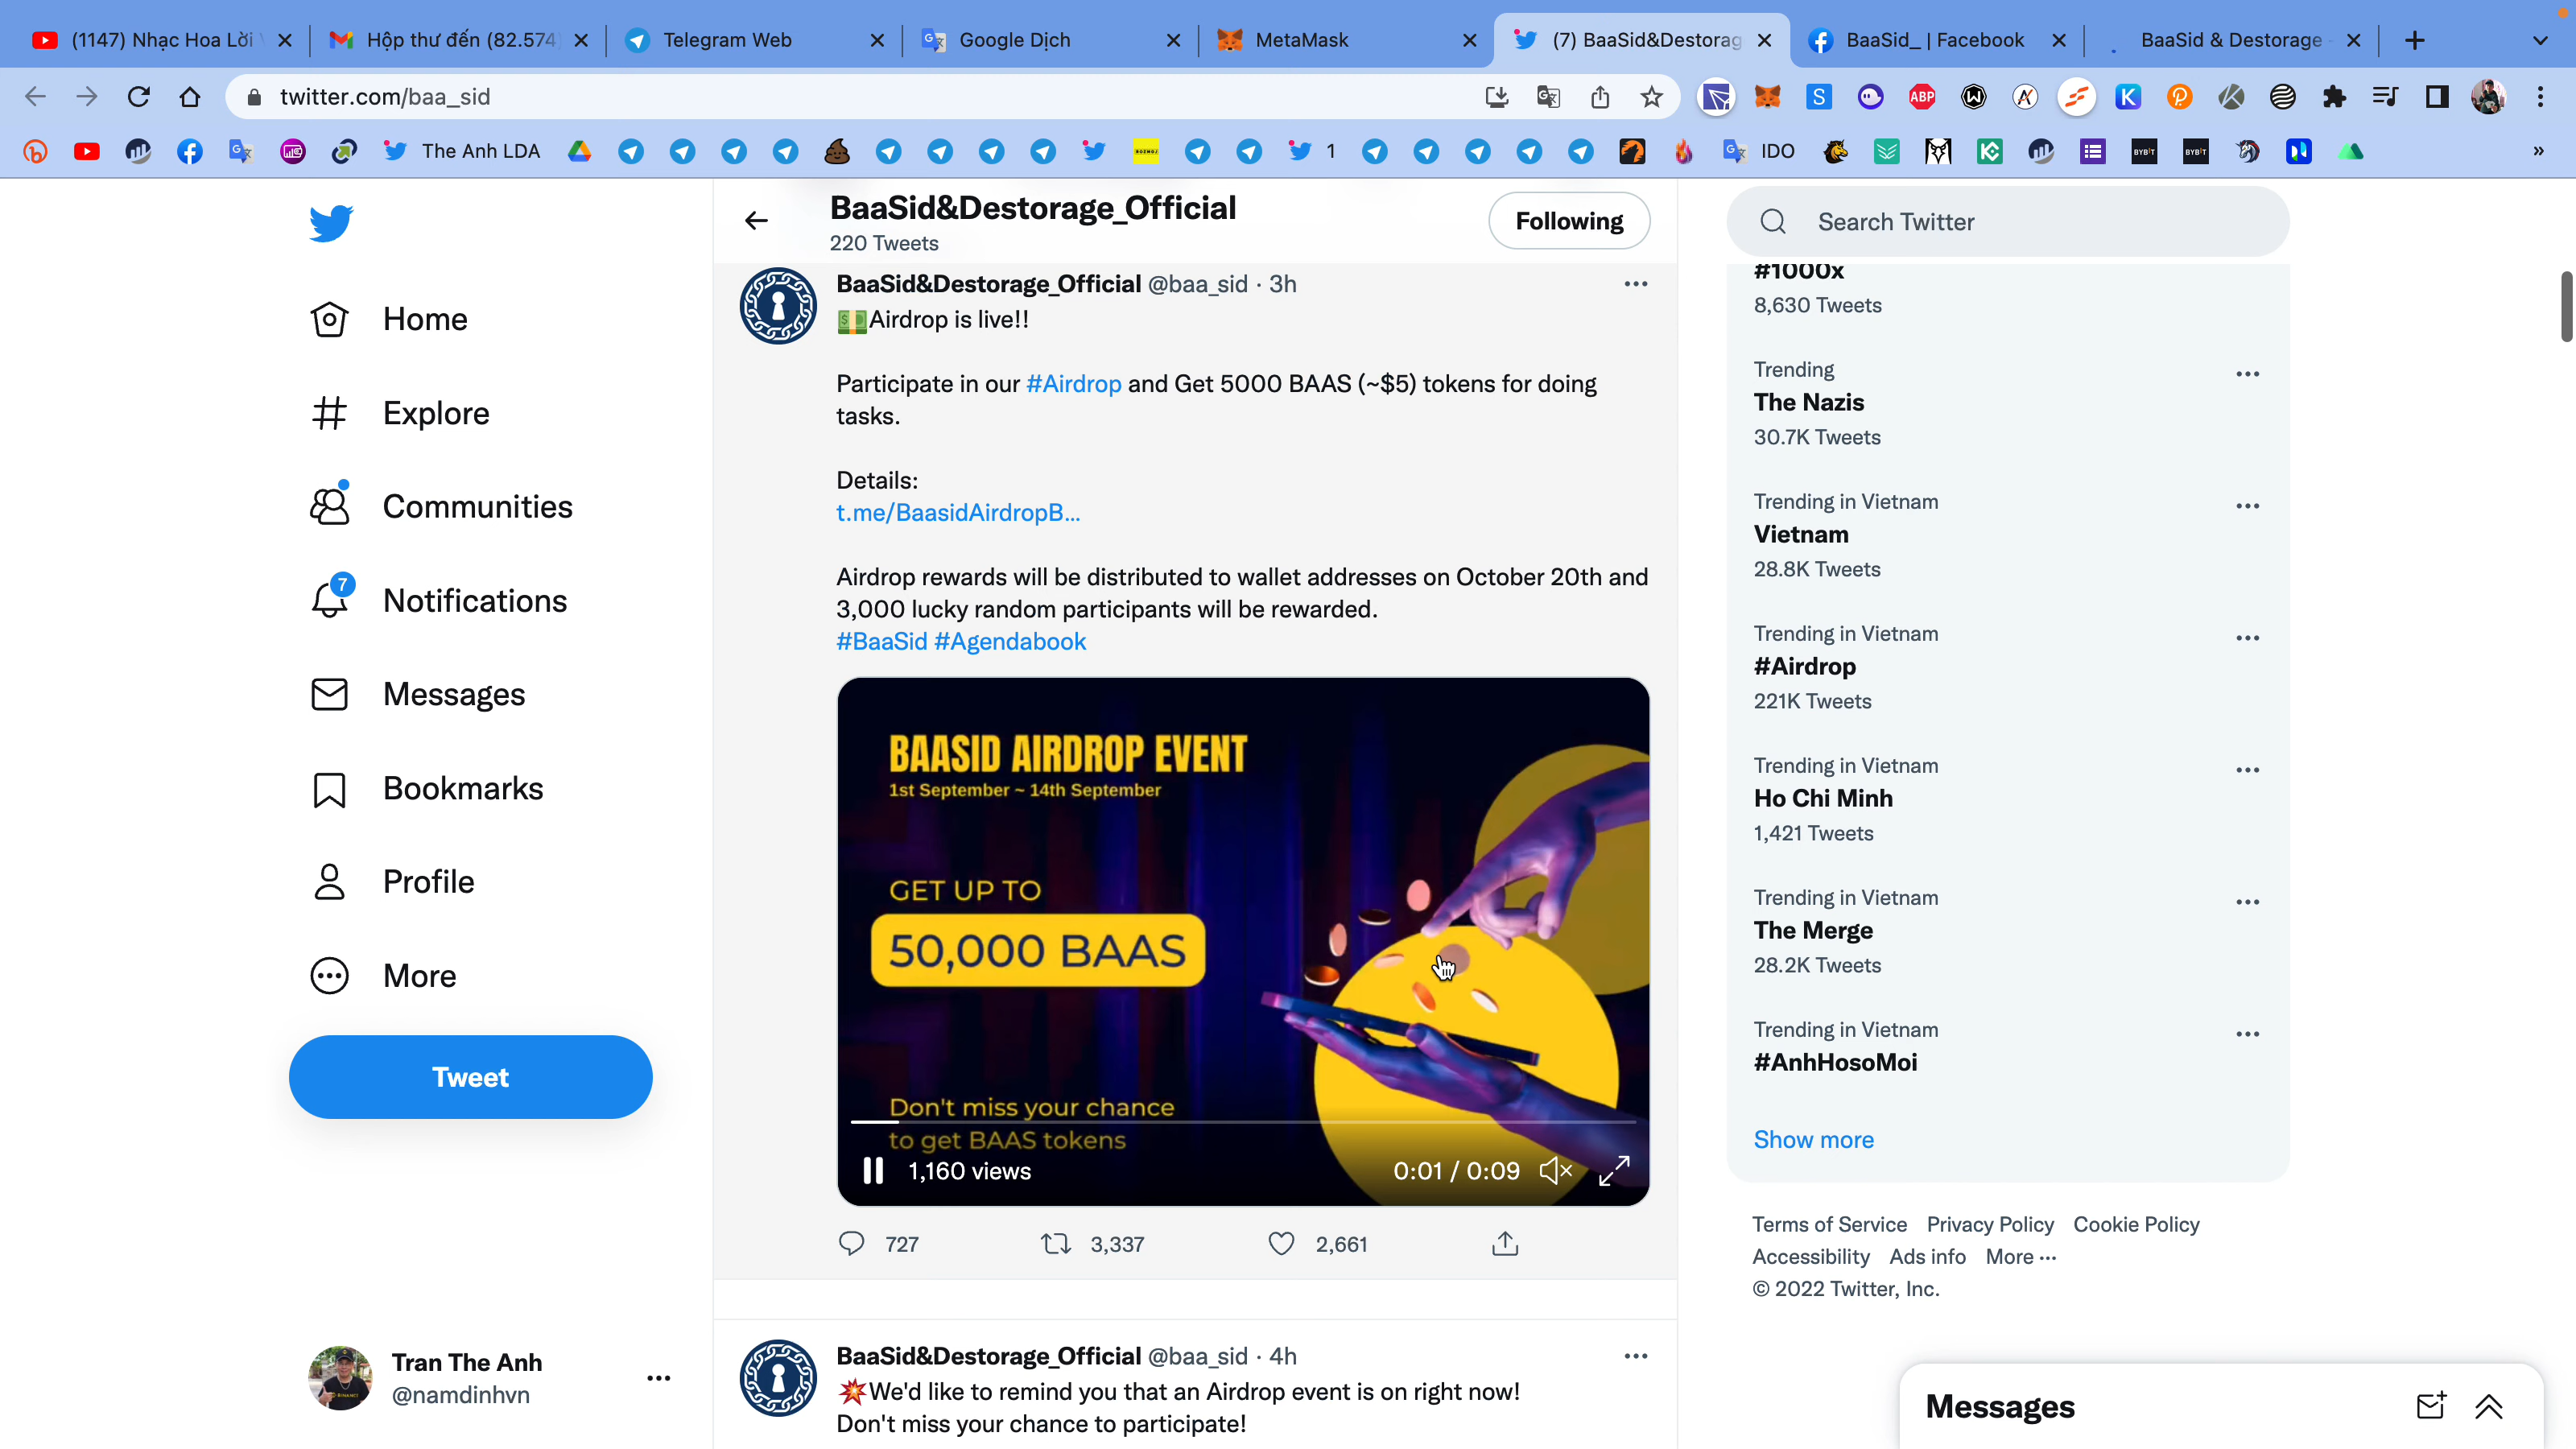 (1147) Nhạc Hoa Lời
Hộp thư đến (82.574
Telegram Web
Google Dịch
MetaMask
(7) BaaSid&Destorag
BaaSid_ | Facebook
BaaSid & Destorage
twitter.com/baa_sid
The Anh LDA
1
IDO
BaaSid&Destorage_Official
220 Tweets
Following
Search Twitter
Home
Explore
Communities
7
Notifications
Messages
Bookmarks
Profile
More
Tweet
Tran The Anh
@namdinhvn
BaaSid&Destorage_Official @baa_sid · 3h
💵Airdrop is live!!
Participate in our #Airdrop and Get 5000 BAAS (~$5) tokens for doing
tasks.
Details:
t.me/BaasidAirdropB...
Airdrop rewards will be distributed to wallet addresses on October 20th and
3,000 lucky random participants will be rewarded.
#BaaSid #Agendabook
BAASID AIRDROP EVENT
1st September ~ 14th September
GET UP TO
50,000 BAAS
Don't miss your chance
to get BAAS tokens
1,160 views
0:01 / 0:09
727
3,337
2,661
BaaSid&Destorage_Official @baa_sid · 4h
💥We'd like to remind you that an Airdrop event is on right now!
Don't miss your chance to participate!
#1000x
8,630 Tweets
Trending
The Nazis
30.7K Tweets
Trending in Vietnam
Vietnam
28.8K Tweets
Trending in Vietnam
#Airdrop
221K Tweets
Trending in Vietnam
Ho Chi Minh
1,421 Tweets
Trending in Vietnam
The Merge
28.2K Tweets
Trending in Vietnam
#AnhHosoMoi
Show more
Terms of Service Privacy Policy Cookie Policy
Accessibility Ads info More ...
© 2022 Twitter, Inc.
Messages